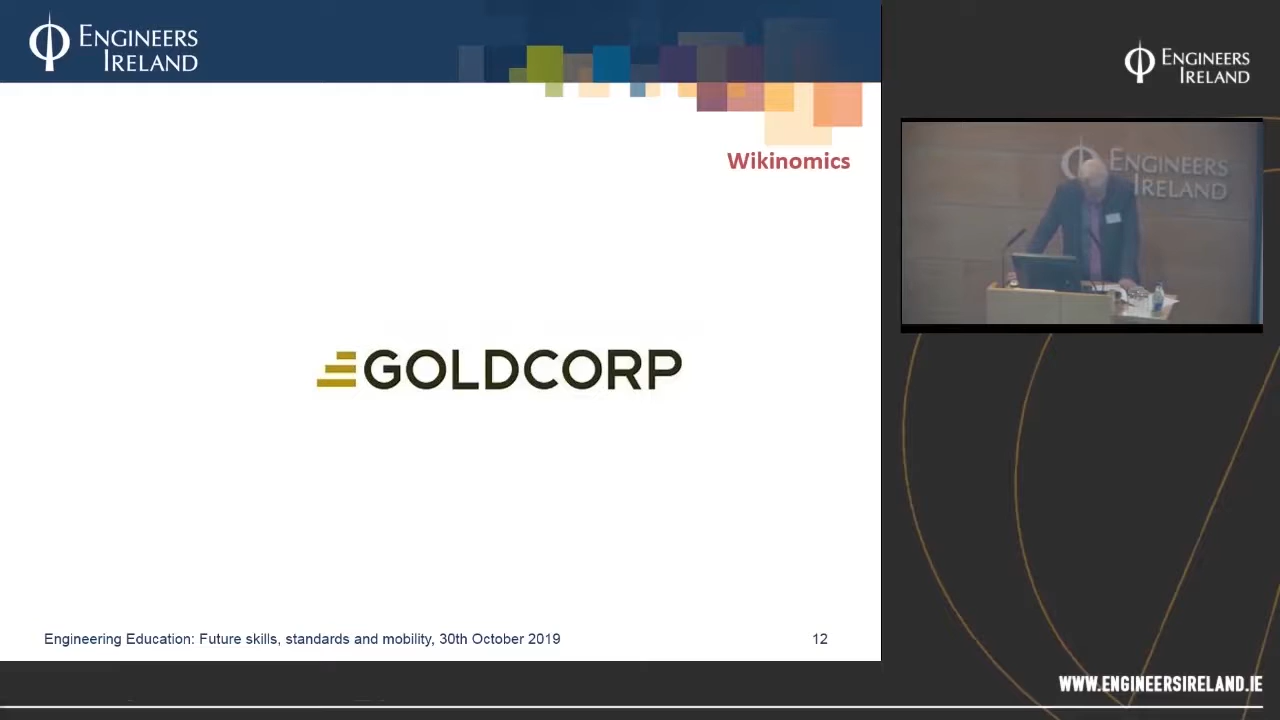 ENGINEERS
IRELAND
Wikinomics
GOLDCORP
Engineering Education: Future skills, standards and mobility, 30th October 2019
12
ENGINEERS
IRELAND
ENGINEERS
IRELAND
WWW.ENGINEERSIRELAND.IE